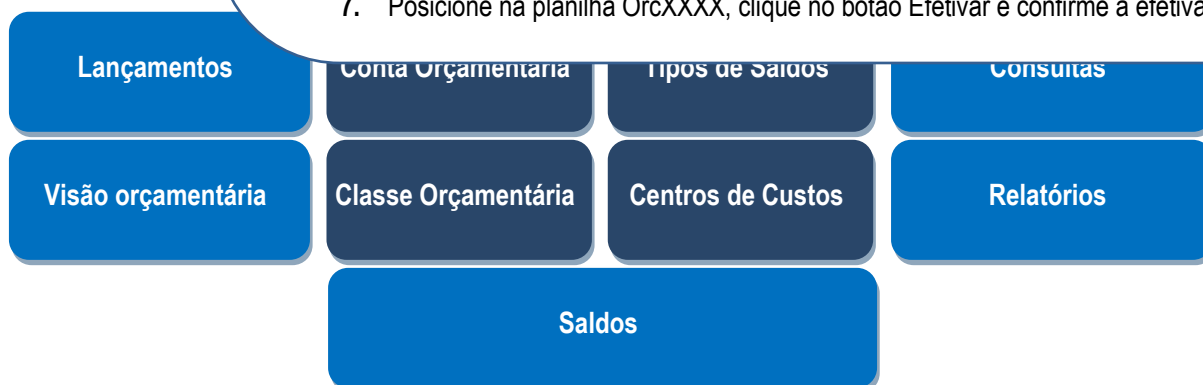 7. Posicione na planilha OrcXXXX, clique no botão Efetivar e confirme a efetiva
Lançamentos
Conta Orçamentária
Tipos de Saldos
Consultas
Visão orçamentária
Classe Orçamentária
Centros de Custos
Relatórios
Saldos